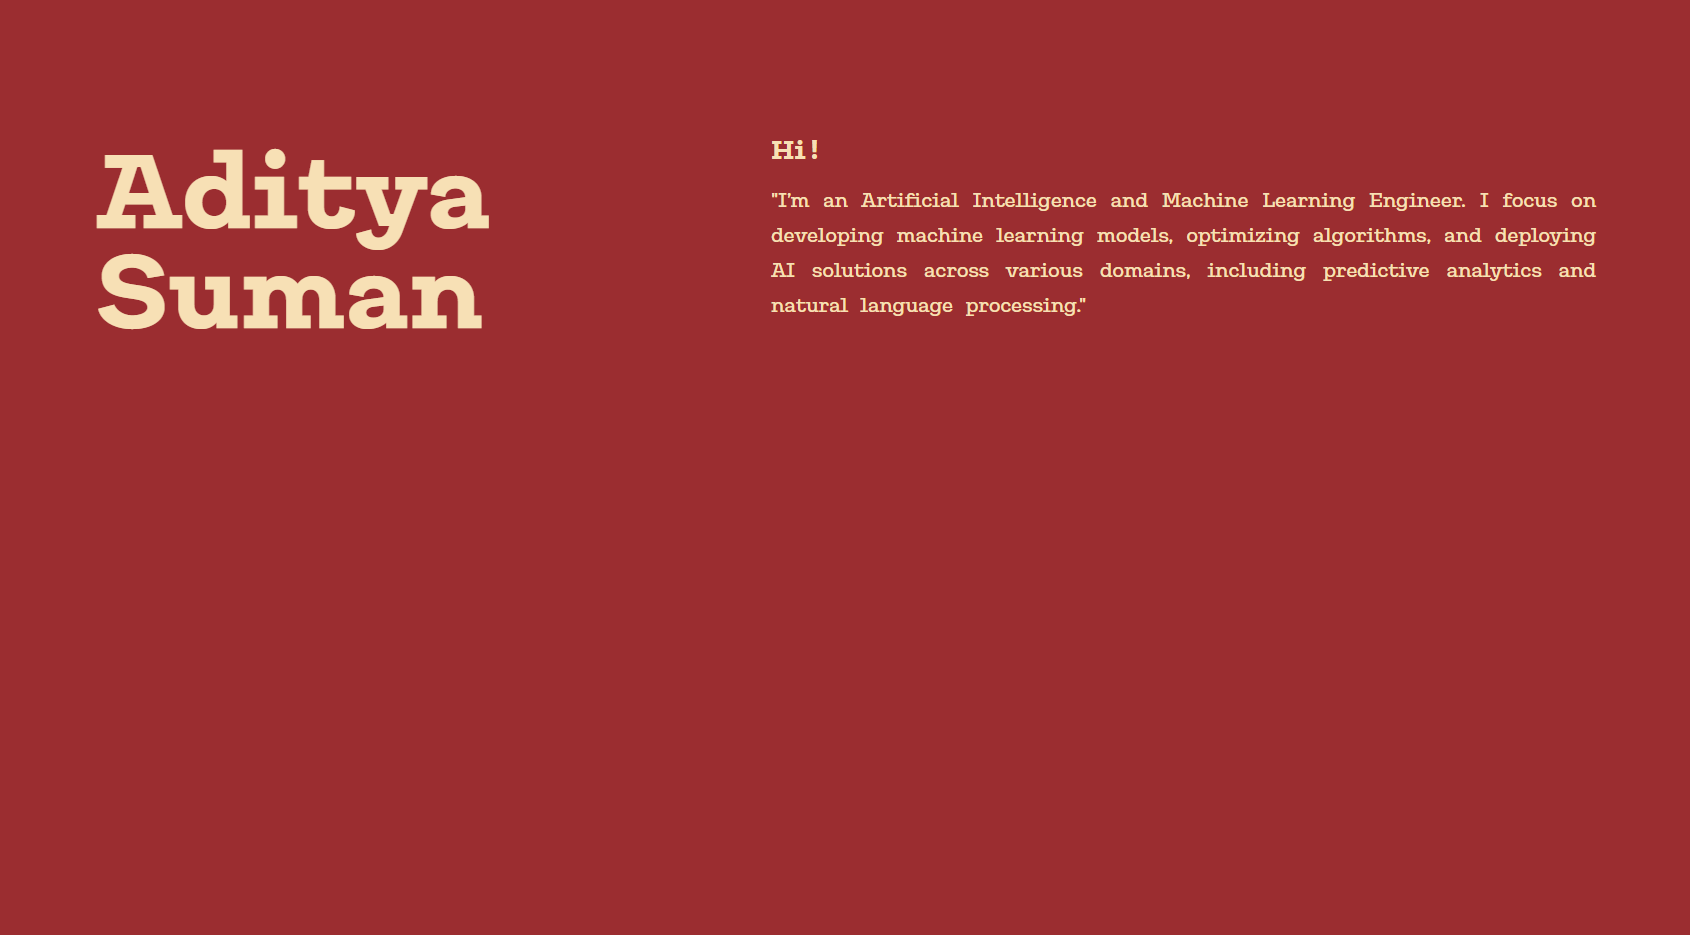 Aditya
Suman
Hi!
"I'm an Artificial Intelligence and Machine Learning Engineer. I focus on
developing machine learning models, optimizing algorithms, and deploying
AI solutions across various domains, including predictive analytics and
natural language processing."